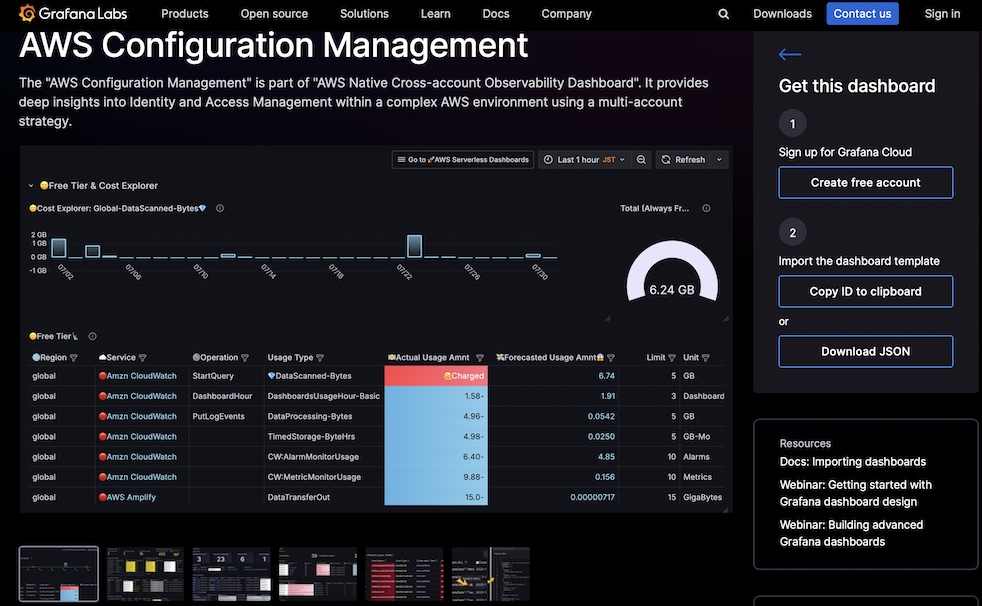 Grafana Labs Products Open source Solutions Learn Docs Company Downloads Contact us Sign in
AWS Configuration Management
The "AWS Configuration Management" is part of "AWS Native Cross-account Observability Dashboard". It provides
deep insights into Identity and Access Management within a complex AWS environment using a multi-account
strategy.
Go to 🚀AWS Serverless Dashboards Last 1 hour JST Refresh
Free Tier & Cost Explorer
Cost Explorer: Global-DataScanned-Bytes💎
Total (Always Fr...
2 GB
1 GB
0 GB
-1 GB
07/02 07/06 07/10 07/14 07/18 07/22 07/26 07/30
6.24 GB
Free Tier
Region Service Operation Usage Type Actual Usage Amnt Forecasted Usage Amnt Limit Unit
global Amzn CloudWatch StartQuery 💎DataScanned-Bytes Charged 6.74 5 GB
global Amzn CloudWatch DashboardHour DashboardsUsageHour-Basic 1.58- 1.91 3 Dashboard
global Amzn CloudWatch PutLogEvents DataProcessing-Bytes 4.96- 0.0542 5 GB
global Amzn CloudWatch TimedStorage-ByteHrs 4.98- 0.0250 5 GB-Mo
global Amzn CloudWatch CW:AlarmMonitorUsage 6.40- 4.85 10 Alarms
global Amzn CloudWatch CW:MetricMonitorUsage 9.88- 0.156 10 Metrics
global AWS Amplify DataTransferOut 15.0- 0.00000717 15 GigaBytes
Get this dashboard
1
Sign up for Grafana Cloud
Create free account
2
Import the dashboard template
Copy ID to clipboard
or
Download JSON
Resources
Docs: Importing dashboards
Webinar: Getting started with
Grafana dashboard design
Webinar: Building advanced
Grafana dashboards